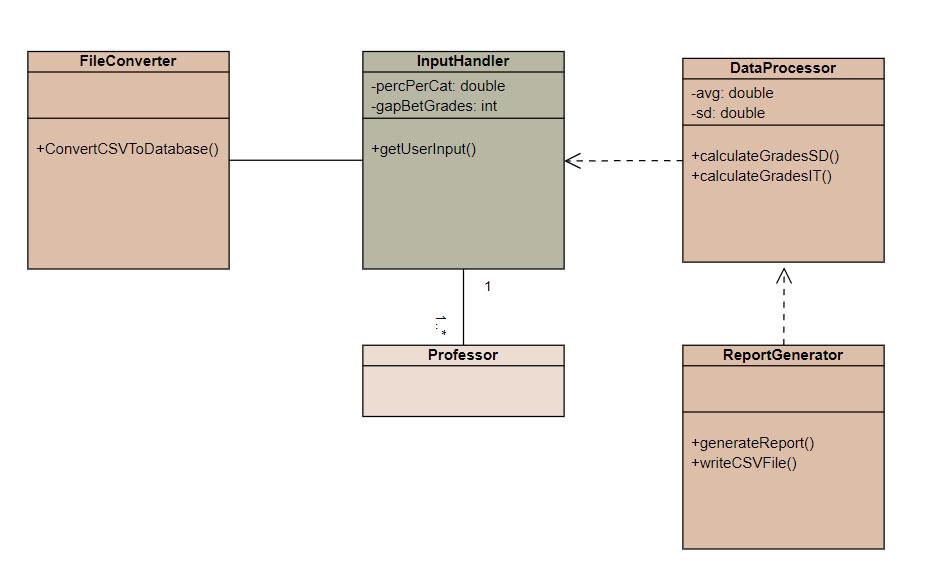 FileConverter
+ConvertCSVToDatabase()
InputHandler
-percPerCat: double
-gapBetGrades: int
+getUserInput()
DataProcessor
-avg: double
-sd: double
+calculateGradesSD()
+calculateGradesIT()
1
1..*
Professor
ReportGenerator
+generateReport()
+writeCSVFile()